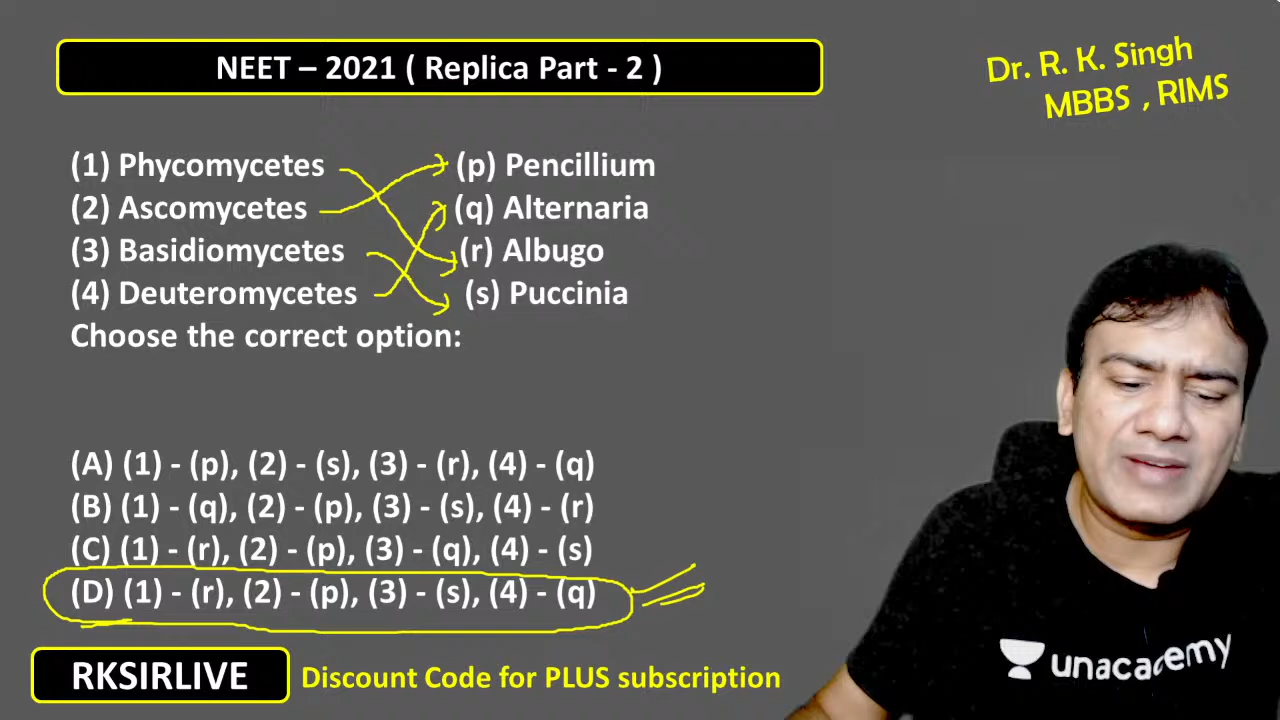 NEET – 2021 ( Replica Part - 2 )
Dr. R. K. Singh
MBBS , RIMS
(1) Phycomycetes (p) Pencillium
(2) Ascomycetes (q) Alternaria
(3) Basidiomycetes (r) Albugo
(4) Deuteromycetes (s) Puccinia
Choose the correct option:
(A) (1) - (p), (2) - (s), (3) - (r), (4) - (q)
(B) (1) - (q), (2) - (p), (3) - (s), (4) - (r)
(C) (1) - (r), (2) - (p), (3) - (q), (4) - (s)
(D) (1) - (r), (2) - (p), (3) - (s), (4) - (q)
unacademy
RKSIRLIVE Discount Code for PLUS subscription